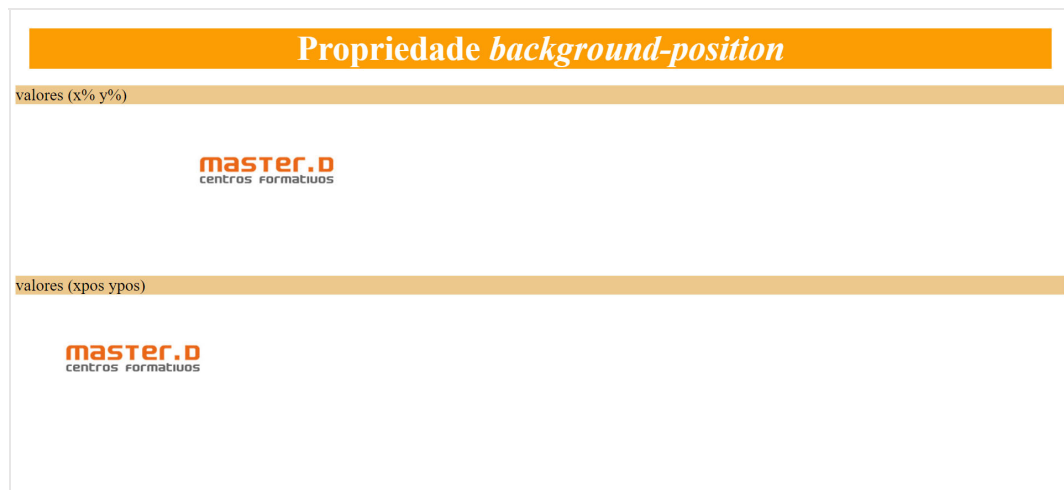 Propriedade background-position
valores (x% y%)
master.D
centros formativos
valores (xpos ypos)
master.D
centros formativos